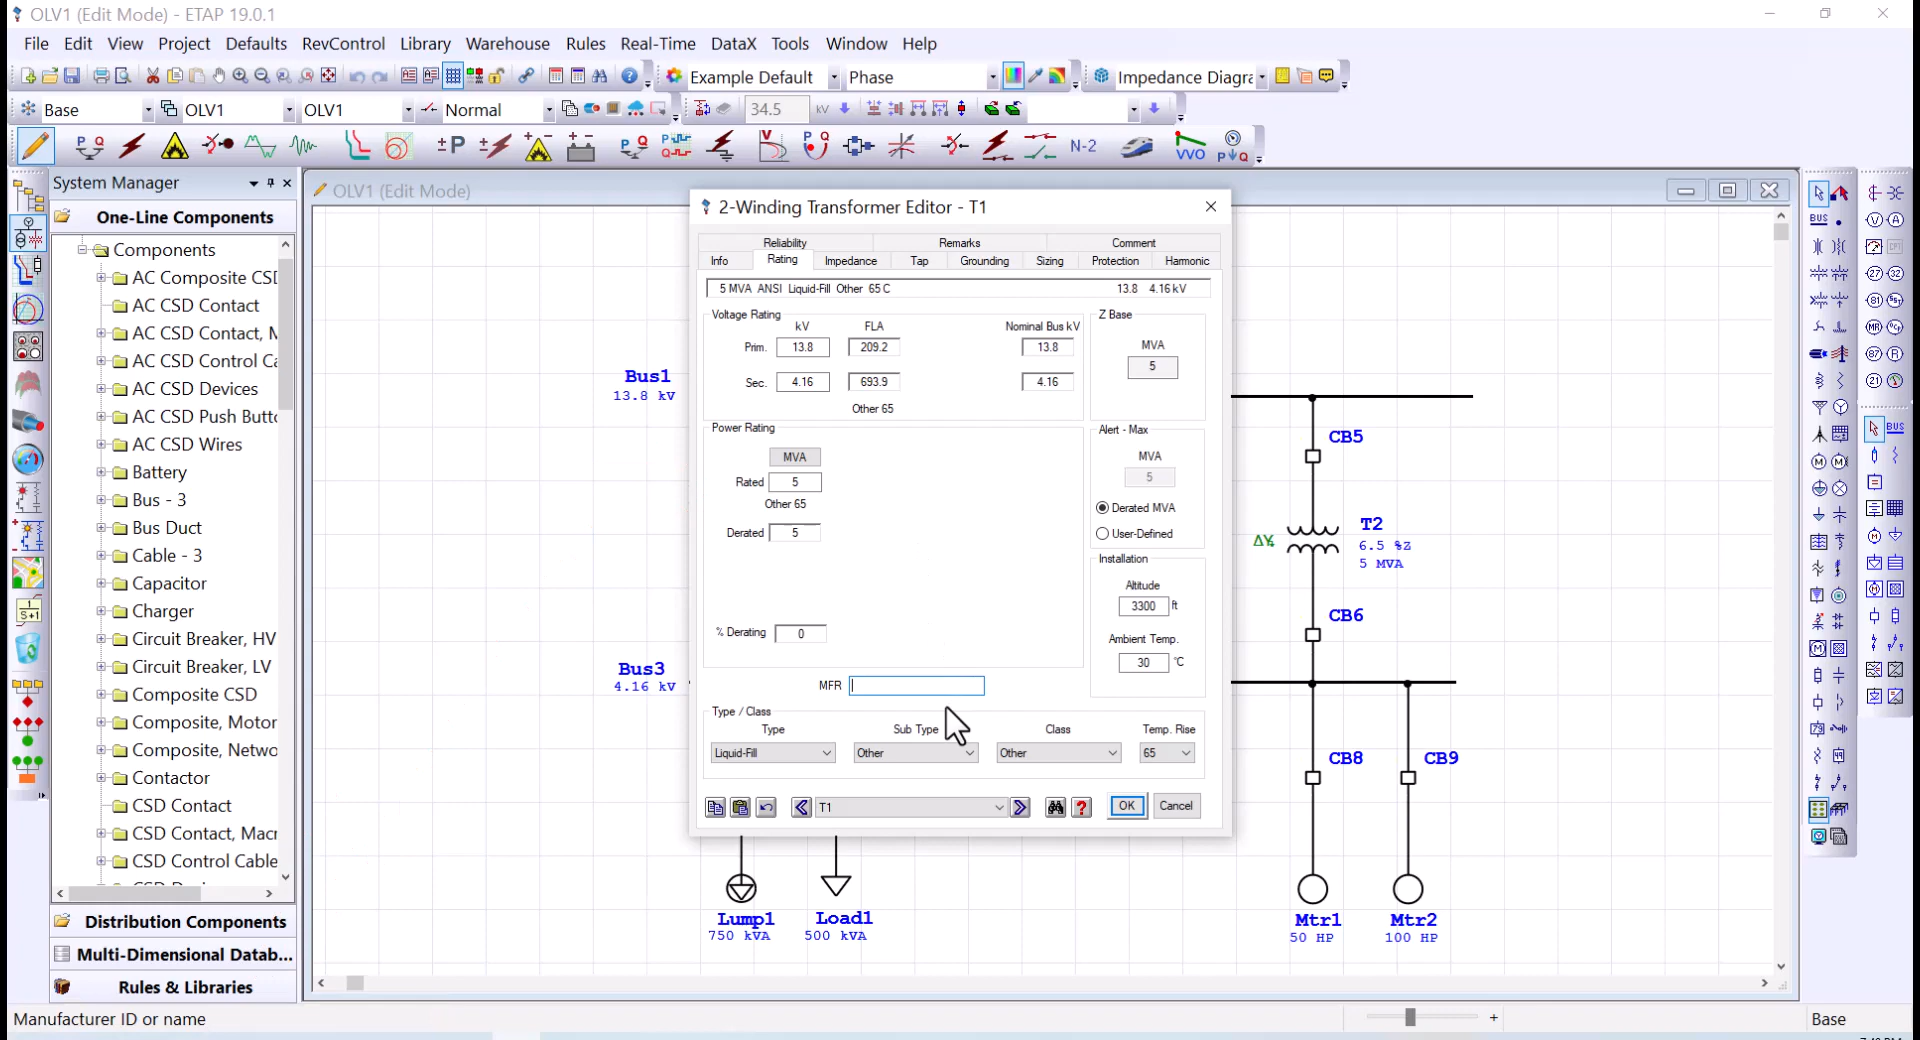 OLV1 (Edit Mode) - ETAP 19.0.1
File Edit View Project Defaults RevControl Library Warehouse Rules Real-Time DataX Tools Window Help
Example Default Phase Impedance Diagra
Base OLV1 OLV1 Normal 34.5 kV
N-2
VVO
System Manager
OLV1 (Edit Mode)
One-Line Components
Components
AC Composite CSD
AC CSD Contact
AC CSD Contact, M
AC CSD Control Ca
AC CSD Devices
AC CSD Push Butto
AC CSD Wires
Battery
Bus - 3
Bus Duct
Cable - 3
Capacitor
Charger
Circuit Breaker, HV
Circuit Breaker, LV
Composite CSD
Composite, Motor
Composite, Netwo
Contactor
CSD Contact
CSD Contact, Macr
CSD Control Cable
Distribution Components
Multi-Dimensional Datab...
Rules & Libraries
2-Winding Transformer Editor - T1
Reliability Remarks Comment
Info Rating Impedance Tap Grounding Sizing Protection Harmonic
5 MVA ANSI Liquid-Fill Other 65 C 13.8 4.16 kV
Voltage Rating
kV FLA Nominal Bus kV
Prim. 13.8 209.2 13.8
Sec. 4.16 693.9 4.16
Other 65
Z Base
MVA
5
Power Rating
MVA
Rated 5
Other 65
Derated 5
% Derating 0
Alert - Max
MVA
5
Derated MVA
User-Defined
Installation
Altitude
3300 ft
Ambient Temp.
30 °C
MFR
Type / Class
Type Sub Type Class Temp. Rise
Liquid-Fill Other Other 65
T1 OK Cancel
Bus1
13.8 kV
Bus3
4.16 kV
CB5
T2
6.5 %Z
5 MVA
ΔY
CB6
CB8
CB9
Lump1
750 kVA
Load1
500 kVA
Mtr1
50 HP
Mtr2
100 HP
Manufacturer ID or name
Base